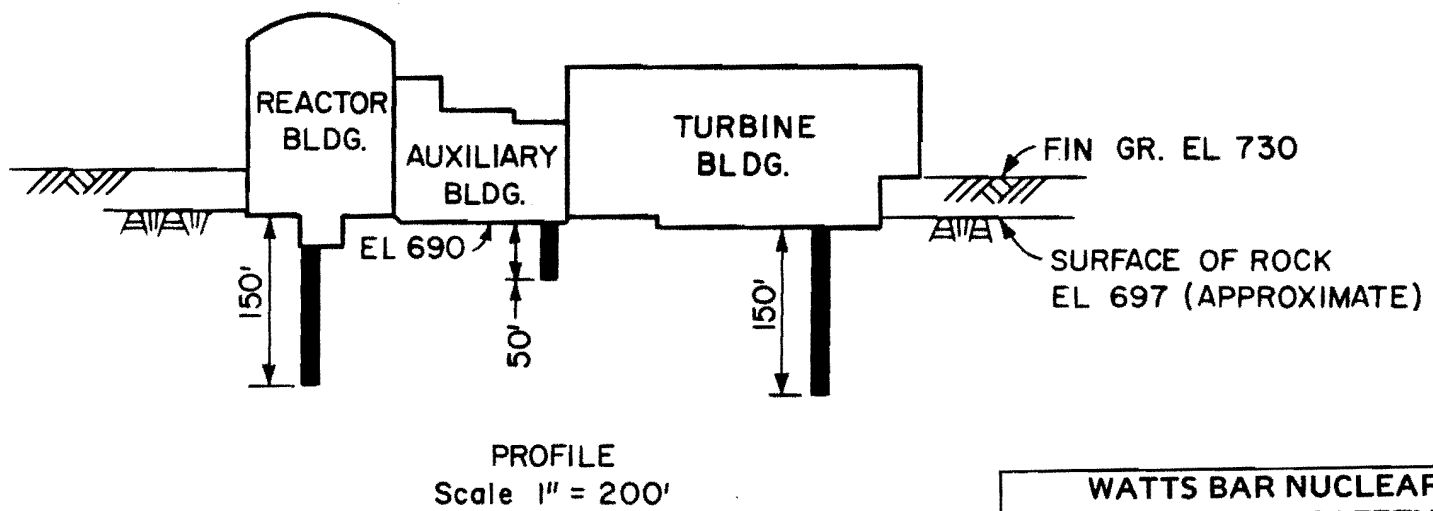 REACTOR
BLDG.
AUXILIARY
BLDG.
TURBINE
BLDG.
FIN GR. EL 730
EL 690
SURFACE OF ROCK
EL 697 (APPROXIMATE)
150'
50'
150'
PROFILE
Scale 1" = 200'
WATTS BAR NUCLEAR